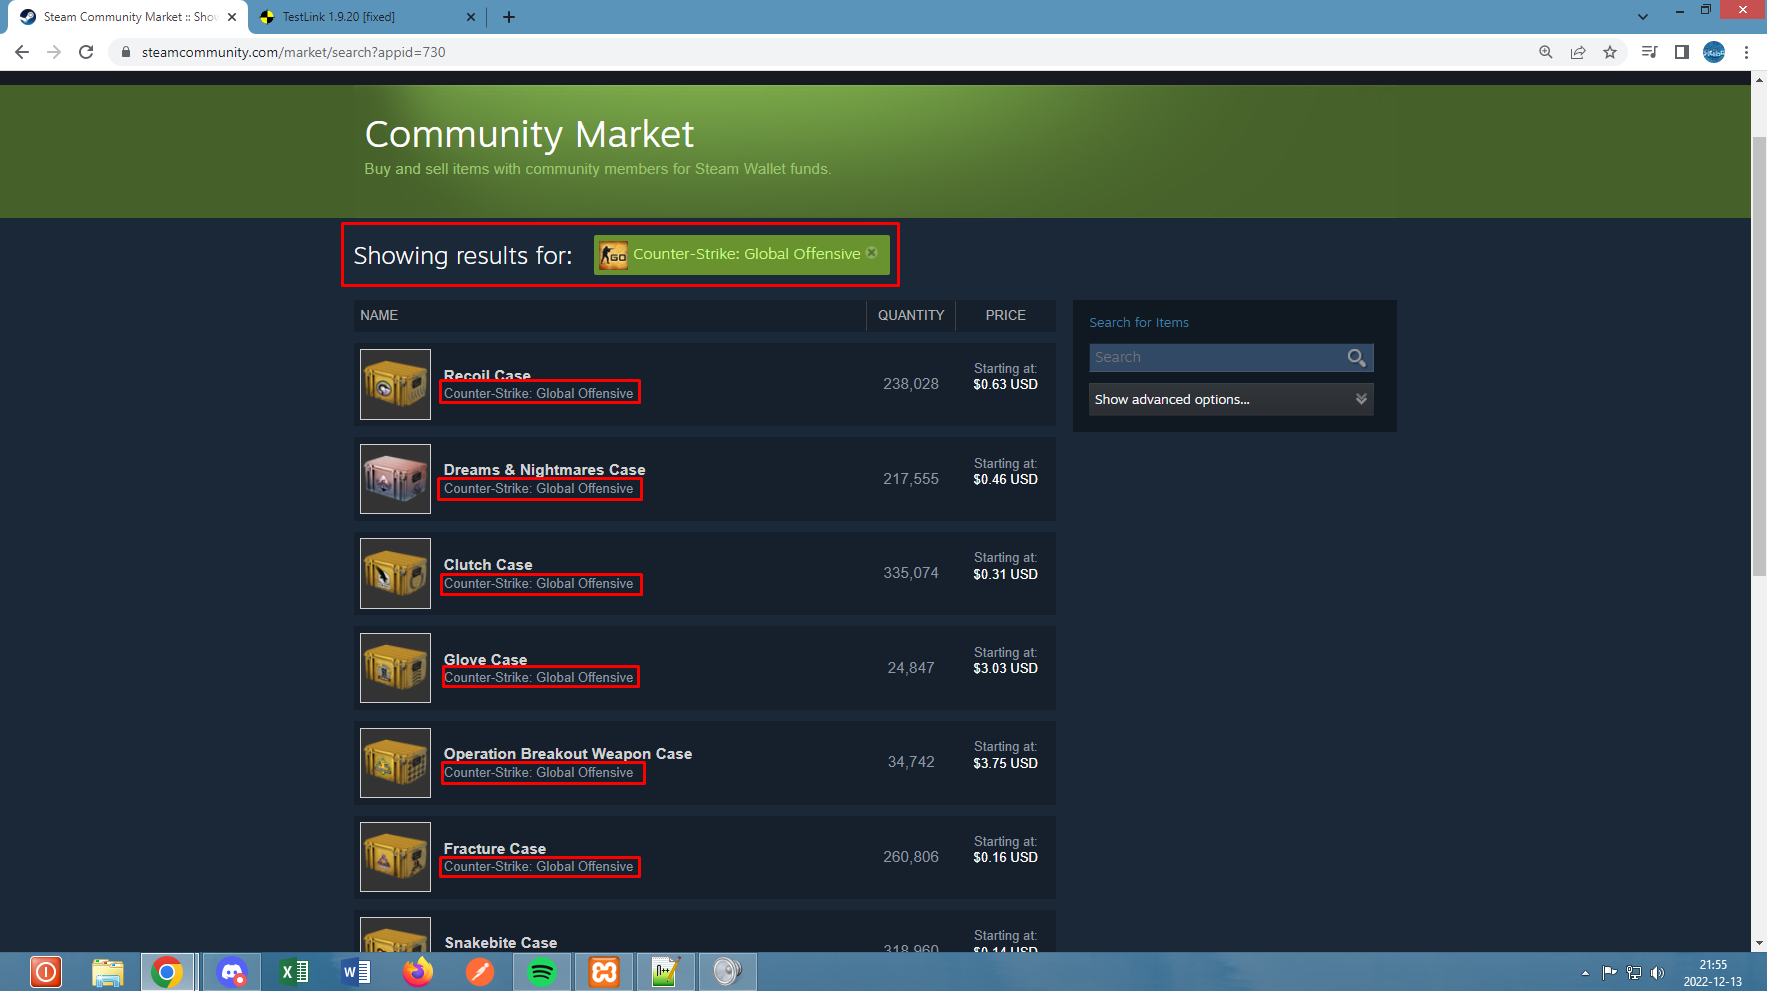 Steam Community Market :: Sho
TestLink 1.9.20 [fixed]
steamcommunity.com/market/search?appid=730
Community Market
Buy and sell items with community members for Steam Wallet funds.
Showing results for:
GO
Counter-Strike: Global Offensive
NAME
QUANTITY
PRICE
Recoil Case
Counter-Strike: Global Offensive
238,028
Starting at:
$0.63 USD
Dreams & Nightmares Case
Counter-Strike: Global Offensive
217,555
Starting at:
$0.46 USD
Clutch Case
Counter-Strike: Global Offensive
335,074
Starting at:
$0.31 USD
Glove Case
Counter-Strike: Global Offensive
24,847
Starting at:
$3.03 USD
Operation Breakout Weapon Case
Counter-Strike: Global Offensive
34,742
Starting at:
$3.75 USD
Fracture Case
Counter-Strike: Global Offensive
260,806
Starting at:
$0.16 USD
Snakebite Case
318,960
Starting at:
$0.14 USD
Search for Items
Search
Show advanced options...
21:55
2022-12-13